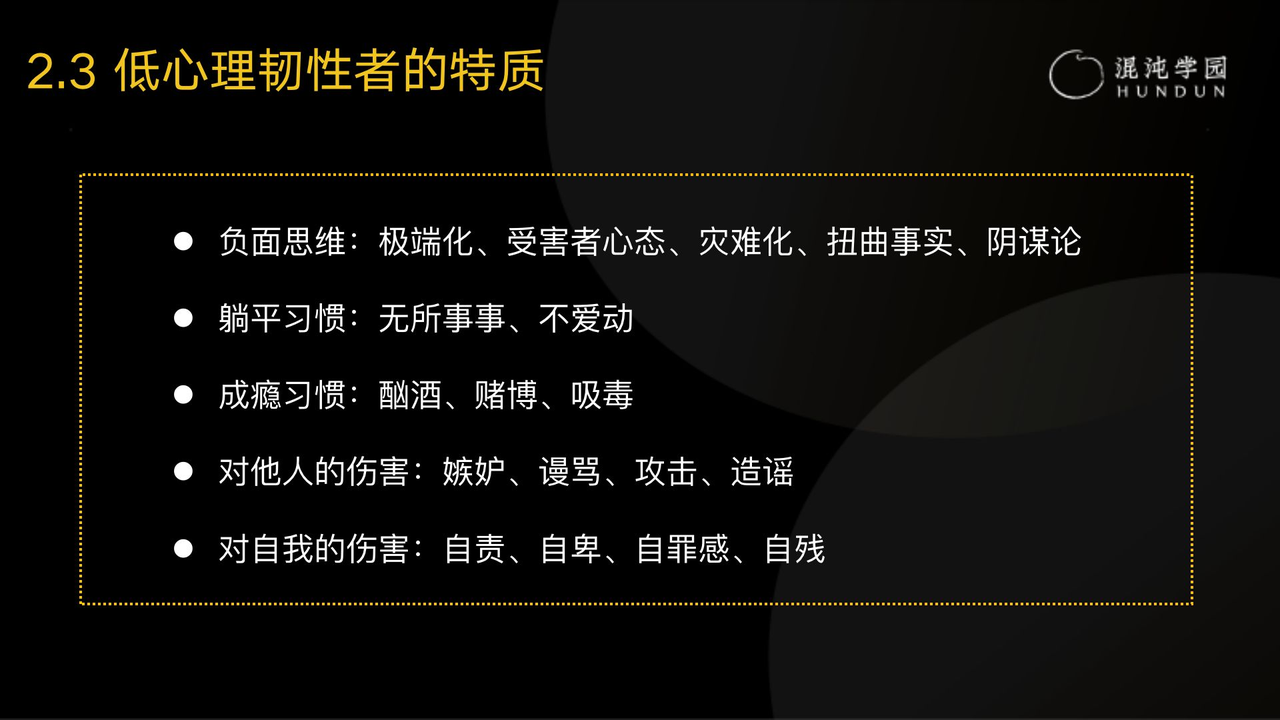 2.3 低心理韧性者的特质
混沌学园
HUNDUN
● 负面思维：极端化、受害者心态、灾难化、扭曲事实、阴谋论
● 躺平习惯：无所事事、不爱动
● 成瘾习惯：酗酒、赌博、吸毒
● 对他人的伤害：嫉妒、谩骂、攻击、造谣
● 对自我的伤害：自责、自卑、自罪感、自残